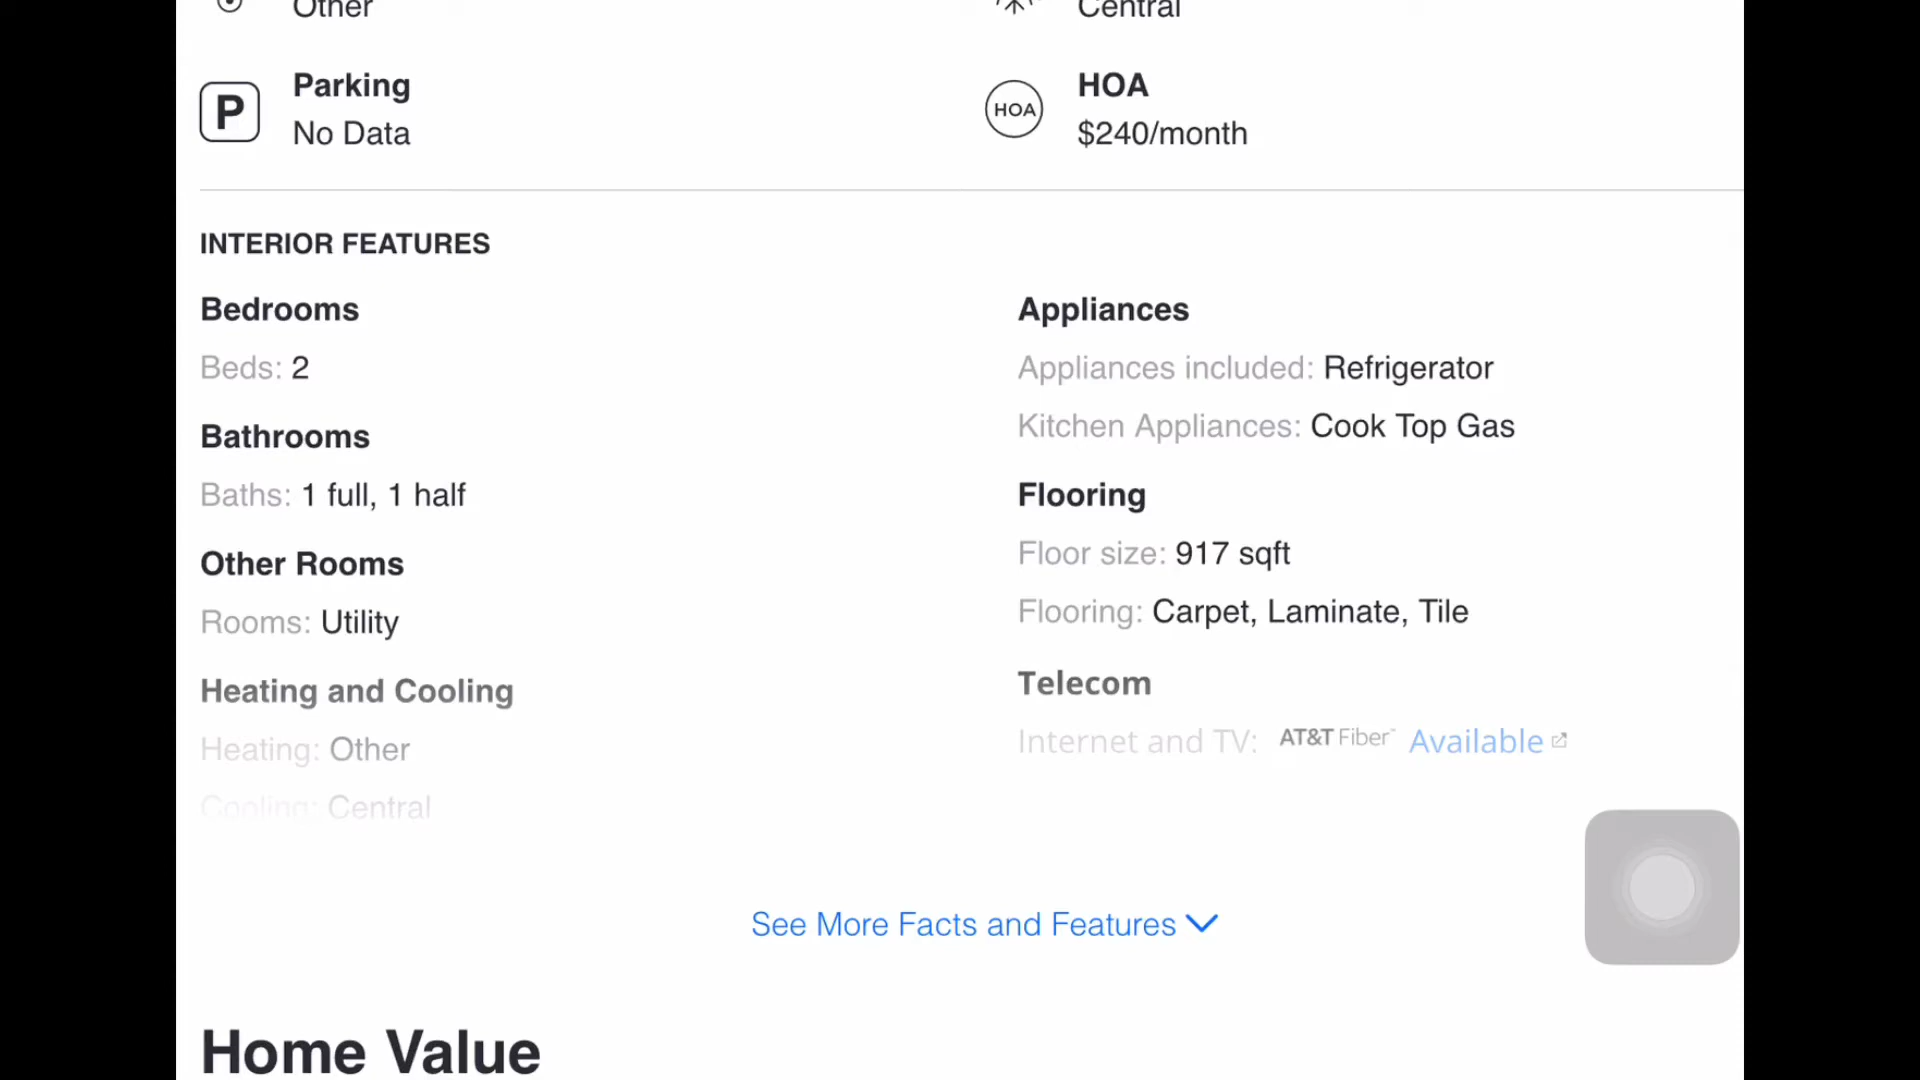 Other
Central
P
Parking
No Data
HOA
HOA
$240/month
INTERIOR FEATURES
Bedrooms
Beds: 2
Bathrooms
Baths: 1 full, 1 half
Other Rooms
Rooms: Utility
Heating and Cooling
Heating: Other
Cooling: Central
Appliances
Appliances included: Refrigerator
Kitchen Appliances: Cook Top Gas
Flooring
Floor size: 917 sqft
Flooring: Carpet, Laminate, Tile
Telecom
Internet and TV: AT&T Fiber℠ Available
See More Facts and Features
Home Value